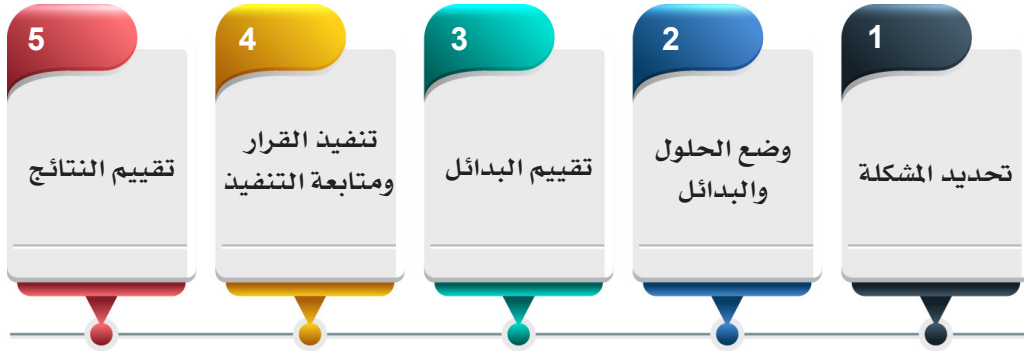 1
تحديد المشكلة
2
وضع الحلول
والبدائل
3
تقييم البدائل
4
تنفيذ القرار
ومتابعة التنفيذ
5
تقييم النتائج